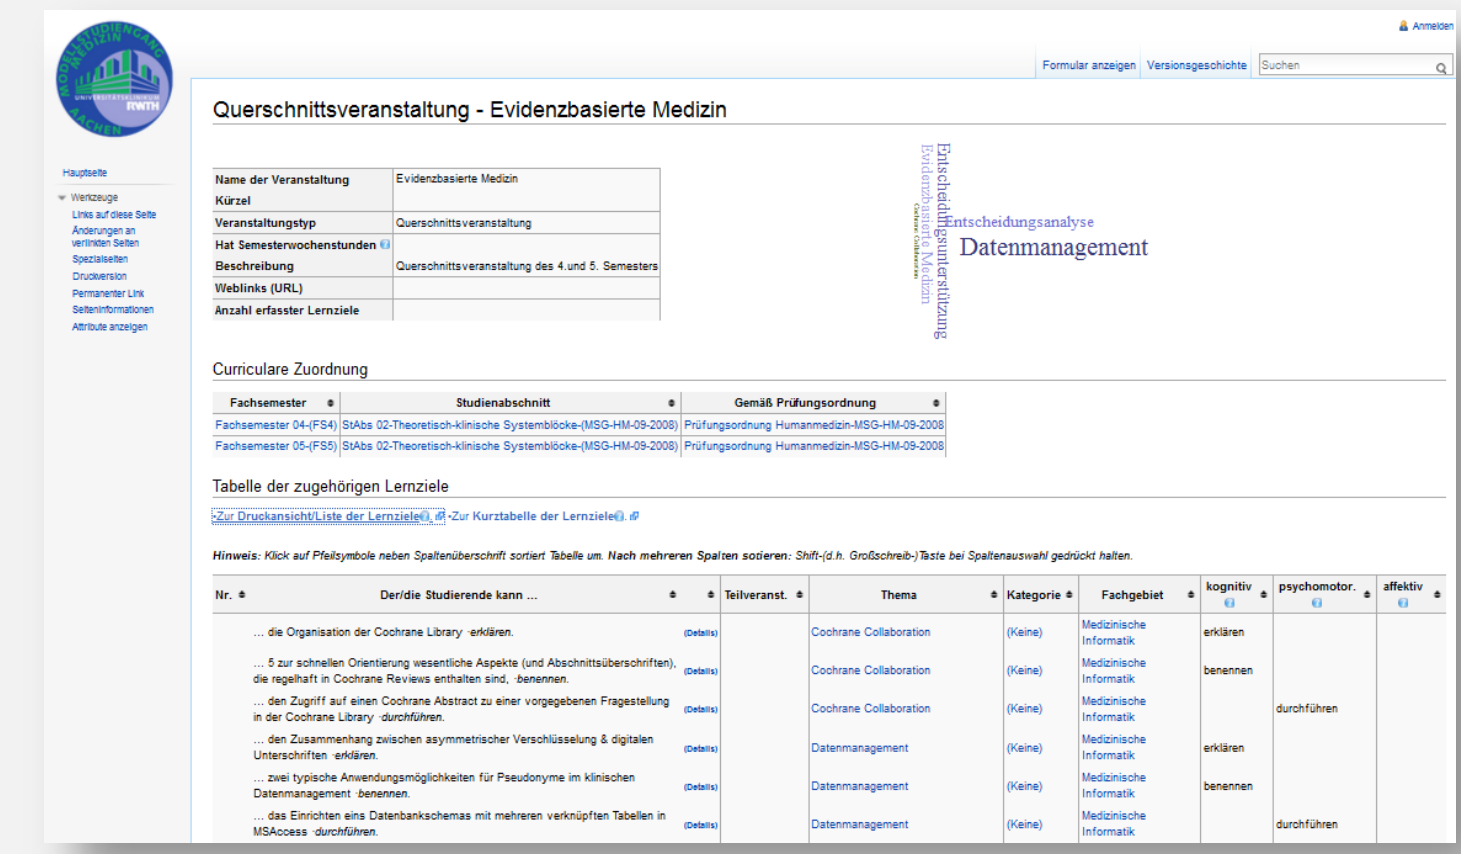 MODELLSTUDIENGANG
MEDIZIN
UNIVERSITÄTSKLINIKUM
RWTH
AACHEN
Anmelden
Formular anzeigen Versionsgeschichte Suchen
Hauptseite
Werkzeuge
Links auf diese Seite
Änderungen an
verlinkten Seiten
Spezialseiten
Druckversion
Permanenter Link
Seiteninformationen
Attribute anzeigen
Querschnittsveranstaltung - Evidenzbasierte Medizin
Name der Veranstaltung Evidenzbasierte Medizin
Kürzel
Veranstaltungstyp Querschnittsveranstaltung
Hat Semesterwochenstunden
Beschreibung Querschnittsveranstaltung des 4.und 5. Semesters
Weblinks (URL)
Anzahl erfasster Lernziele
Cochrane Collaboration
Evidenzbasierte Medizin
Entscheidungsunterstützung
Entscheidungsanalyse
Datenmanagement
Curriculare Zuordnung
Fachsemester Studienabschnitt Gemäß Prüfungsordnung
Fachsemester 04-(FS4) StAbs 02-Theoretisch-klinische Systemblöcke-(MSG-HM-09-2008) Prüfungsordnung Humanmedizin-MSG-HM-09-2008
Fachsemester 05-(FS5) StAbs 02-Theoretisch-klinische Systemblöcke-(MSG-HM-09-2008) Prüfungsordnung Humanmedizin-MSG-HM-09-2008
Tabelle der zugehörigen Lernziele
•Zur Druckansicht/Liste der Lernziele. •Zur Kurztabelle der Lernziele.
Hinweis: Klick auf Pfeilsymbole neben Spaltenüberschrift sortiert Tabelle um. Nach mehreren Spalten sotieren: Shift-(d.h. Großschreib-)Taste bei Spaltenauswahl gedrückt halten.
Nr. Der/die Studierende kann ... Teilveranst. Thema Kategorie Fachgebiet kognitiv psychomotor. affektiv
... die Organisation der Cochrane Library ·erklären. (Details) Cochrane Collaboration (Keine) Medizinische Informatik erklären
... 5 zur schnellen Orientierung wesentliche Aspekte (und Abschnittsüberschriften),
die regelhaft in Cochrane Reviews enthalten sind, ·benennen. (Details) Cochrane Collaboration (Keine) Medizinische Informatik benennen
... den Zugriff auf einen Cochrane Abstract zu einer vorgegebenen Fragestellung
in der Cochrane Library ·durchführen. (Details) Cochrane Collaboration (Keine) Medizinische Informatik durchführen
... den Zusammenhang zwischen asymmetrischer Verschlüsselung & digitalen
Unterschriften ·erklären. (Details) Datenmanagement (Keine) Medizinische Informatik erklären
... zwei typische Anwendungsmöglichkeiten für Pseudonyme im klinischen
Datenmanagement ·benennen. (Details) Datenmanagement (Keine) Medizinische Informatik benennen
... das Einrichten eins Datenbankschemas mit mehreren verknüpften Tabellen in
MSAccess ·durchführen. (Details) Datenmanagement (Keine) Medizinische Informatik durchführen